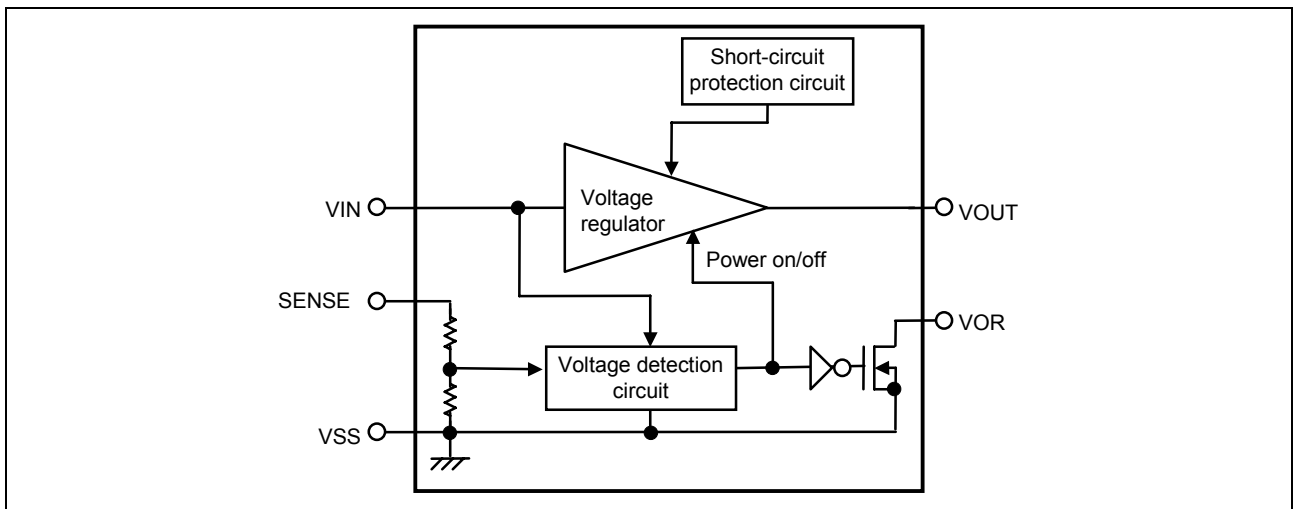 Short-circuit
protection circuit
VIN
Voltage
regulator
VOUT
Power on/off
SENSE
VOR
Voltage detection
circuit
VSS